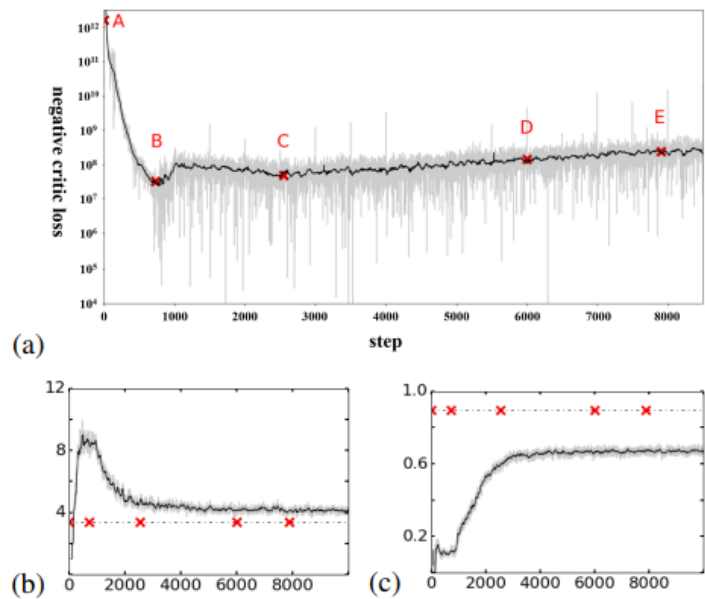 10¹²
A
10¹¹
10¹⁰
10⁹
10⁸
10⁷
10⁶
10⁵
10⁴
negative critic loss
B
C
D
E
0 1000 2000 3000 4000 5000 6000 7000 8000
step
(a)
12
8
4
0 2000 4000 6000 8000
(b)
1.0
0.6
0.2
0 2000 4000 6000 8000
(c)